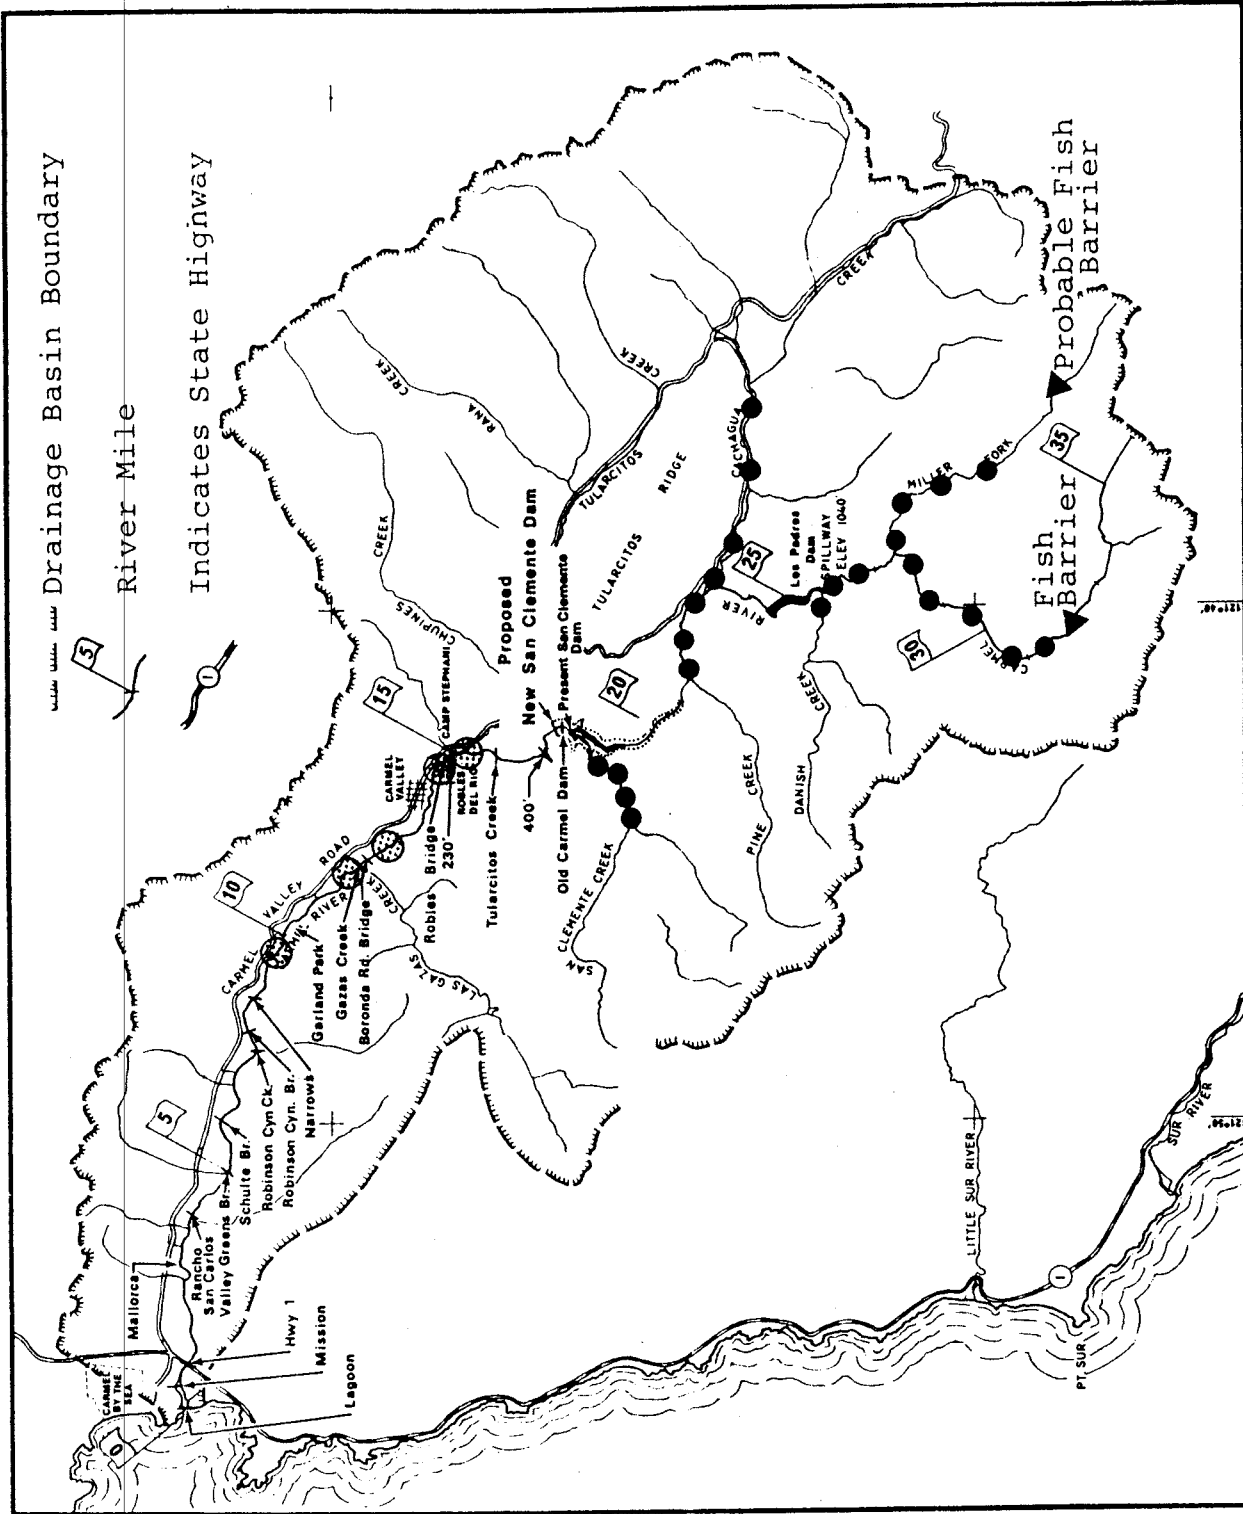 Drainage Basin Boundary
5
River Mile
1
Indicates State Highway
0
5
10
15
20
25
30
35
CARMEL
BY THE
SEA
Mallorca
Hwy 1
Mission
Lagoon
Rancho
San Carlos
Valley Greens Br.
Schulte Br.
Robinson Cyn Ck.
Robinson Cyn. Br.
Narrows
CARMEL VALLEY ROAD
RIVER
Garland Park
Gazas Creek
Boronda Rd. Bridge
LAS GAZAS
CREEK
CARMEL
VALLEY
ROBLES
DEL RIO
CAMP STEPHANI
Robles Bridge
230'
Tularcitos Creek
400'
Old Carmel Dam
Proposed
New San Clemente Dam
Present San Clemente
Dam
CHUPINES
CREEK
RANA
CREEK
TULARCITOS
CREEK
TULARCITOS
RIDGE
CACHAGUA
CREEK
RIVER
Los Padres
Dam
SPILLWAY
ELEV 1040'
SAN CLEMENTE CREEK
PINE
CREEK
DANISH
CREEK
MILLER
FORK
CARMEL
Fish
Barrier
Probable Fish
Barrier
LITTLE SUR RIVER
SUR RIVER
1
PT SUR
121°40'
121°50'